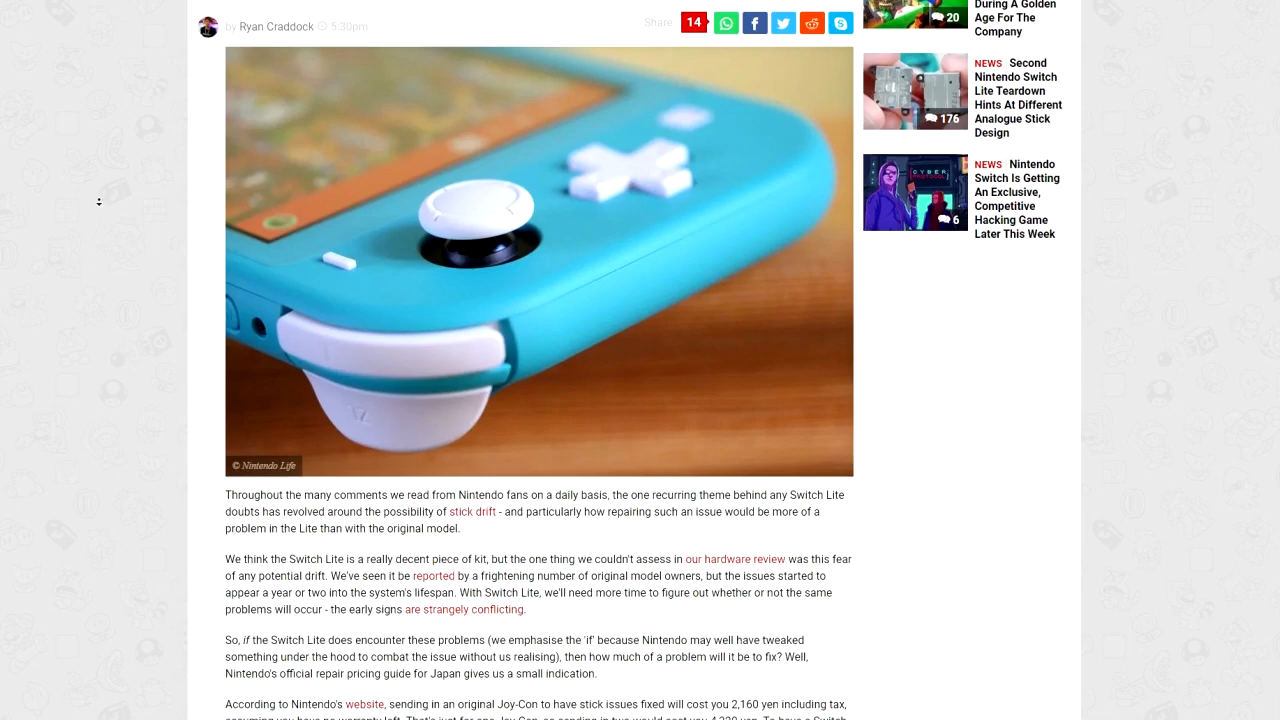 During A Golden
Age For The
Company
20
by Ryan Craddock 5:30pm
Share 14
NEWS Second
Nintendo Switch
Lite Teardown
Hints At Different
Analogue Stick
Design
176
NEWS Nintendo
Switch Is Getting
An Exclusive,
Competitive
Hacking Game
Later This Week
CYBER
PROTOCOL
6
ZL
© Nintendo Life
Throughout the many comments we read from Nintendo fans on a daily basis, the one recurring theme behind any Switch Lite
doubts has revolved around the possibility of stick drift - and particularly how repairing such an issue would be more of a
problem in the Lite than with the original model.
We think the Switch Lite is a really decent piece of kit, but the one thing we couldn't assess in our hardware review was this fear
of any potential drift. We've seen it be reported by a frightening number of original model owners, but the issues started to
appear a year or two into the system's lifespan. With Switch Lite, we'll need more time to figure out whether or not the same
problems will occur - the early signs are strangely conflicting.
So, if the Switch Lite does encounter these problems (we emphasise the 'if' because Nintendo may well have tweaked
something under the hood to combat the issue without us realising), then how much of a problem will it be to fix? Well,
Nintendo's official repair pricing guide for Japan gives us a small indication.
According to Nintendo's website, sending in an original Joy-Con to have stick issues fixed will cost you 2,160 yen including tax,